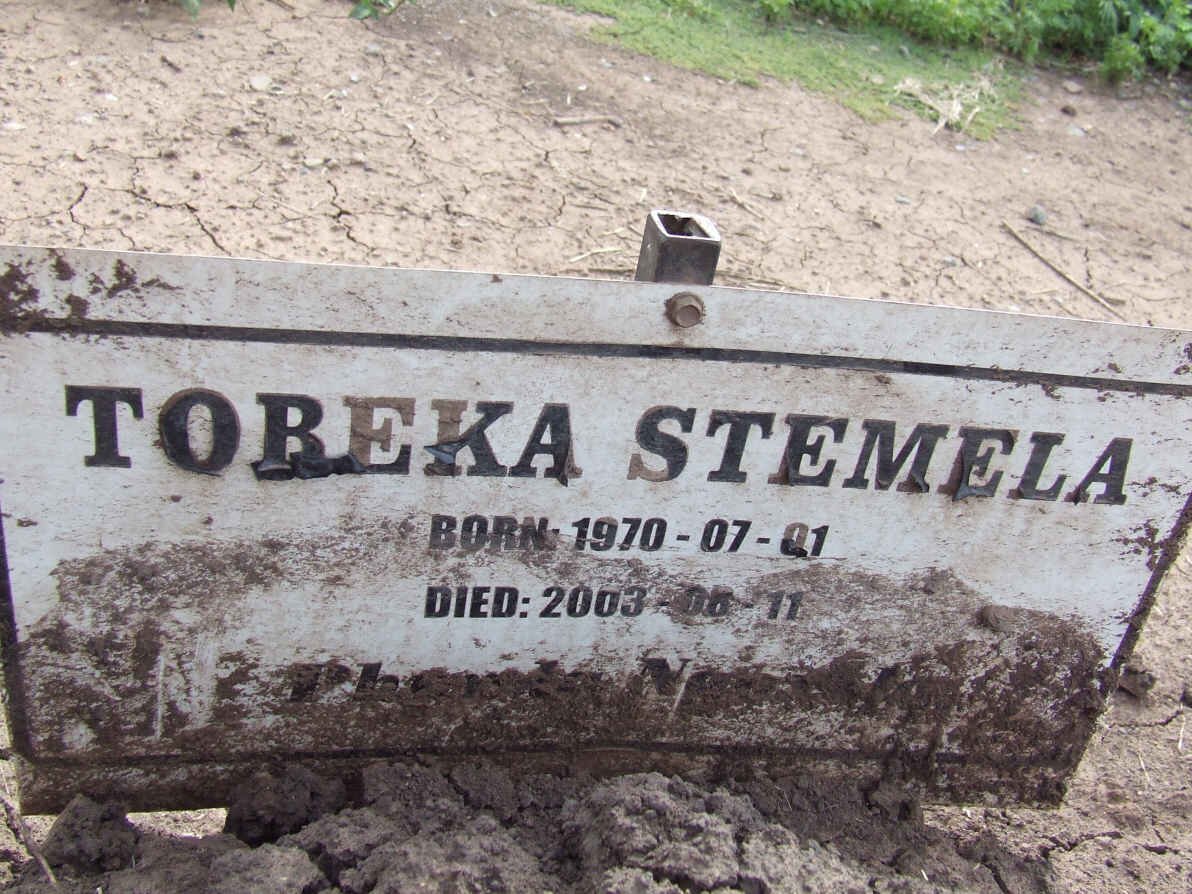 TOBEKA STEMELA
BORN: 1970 - 07 - 01
DIED: 2003 - 06 - 11